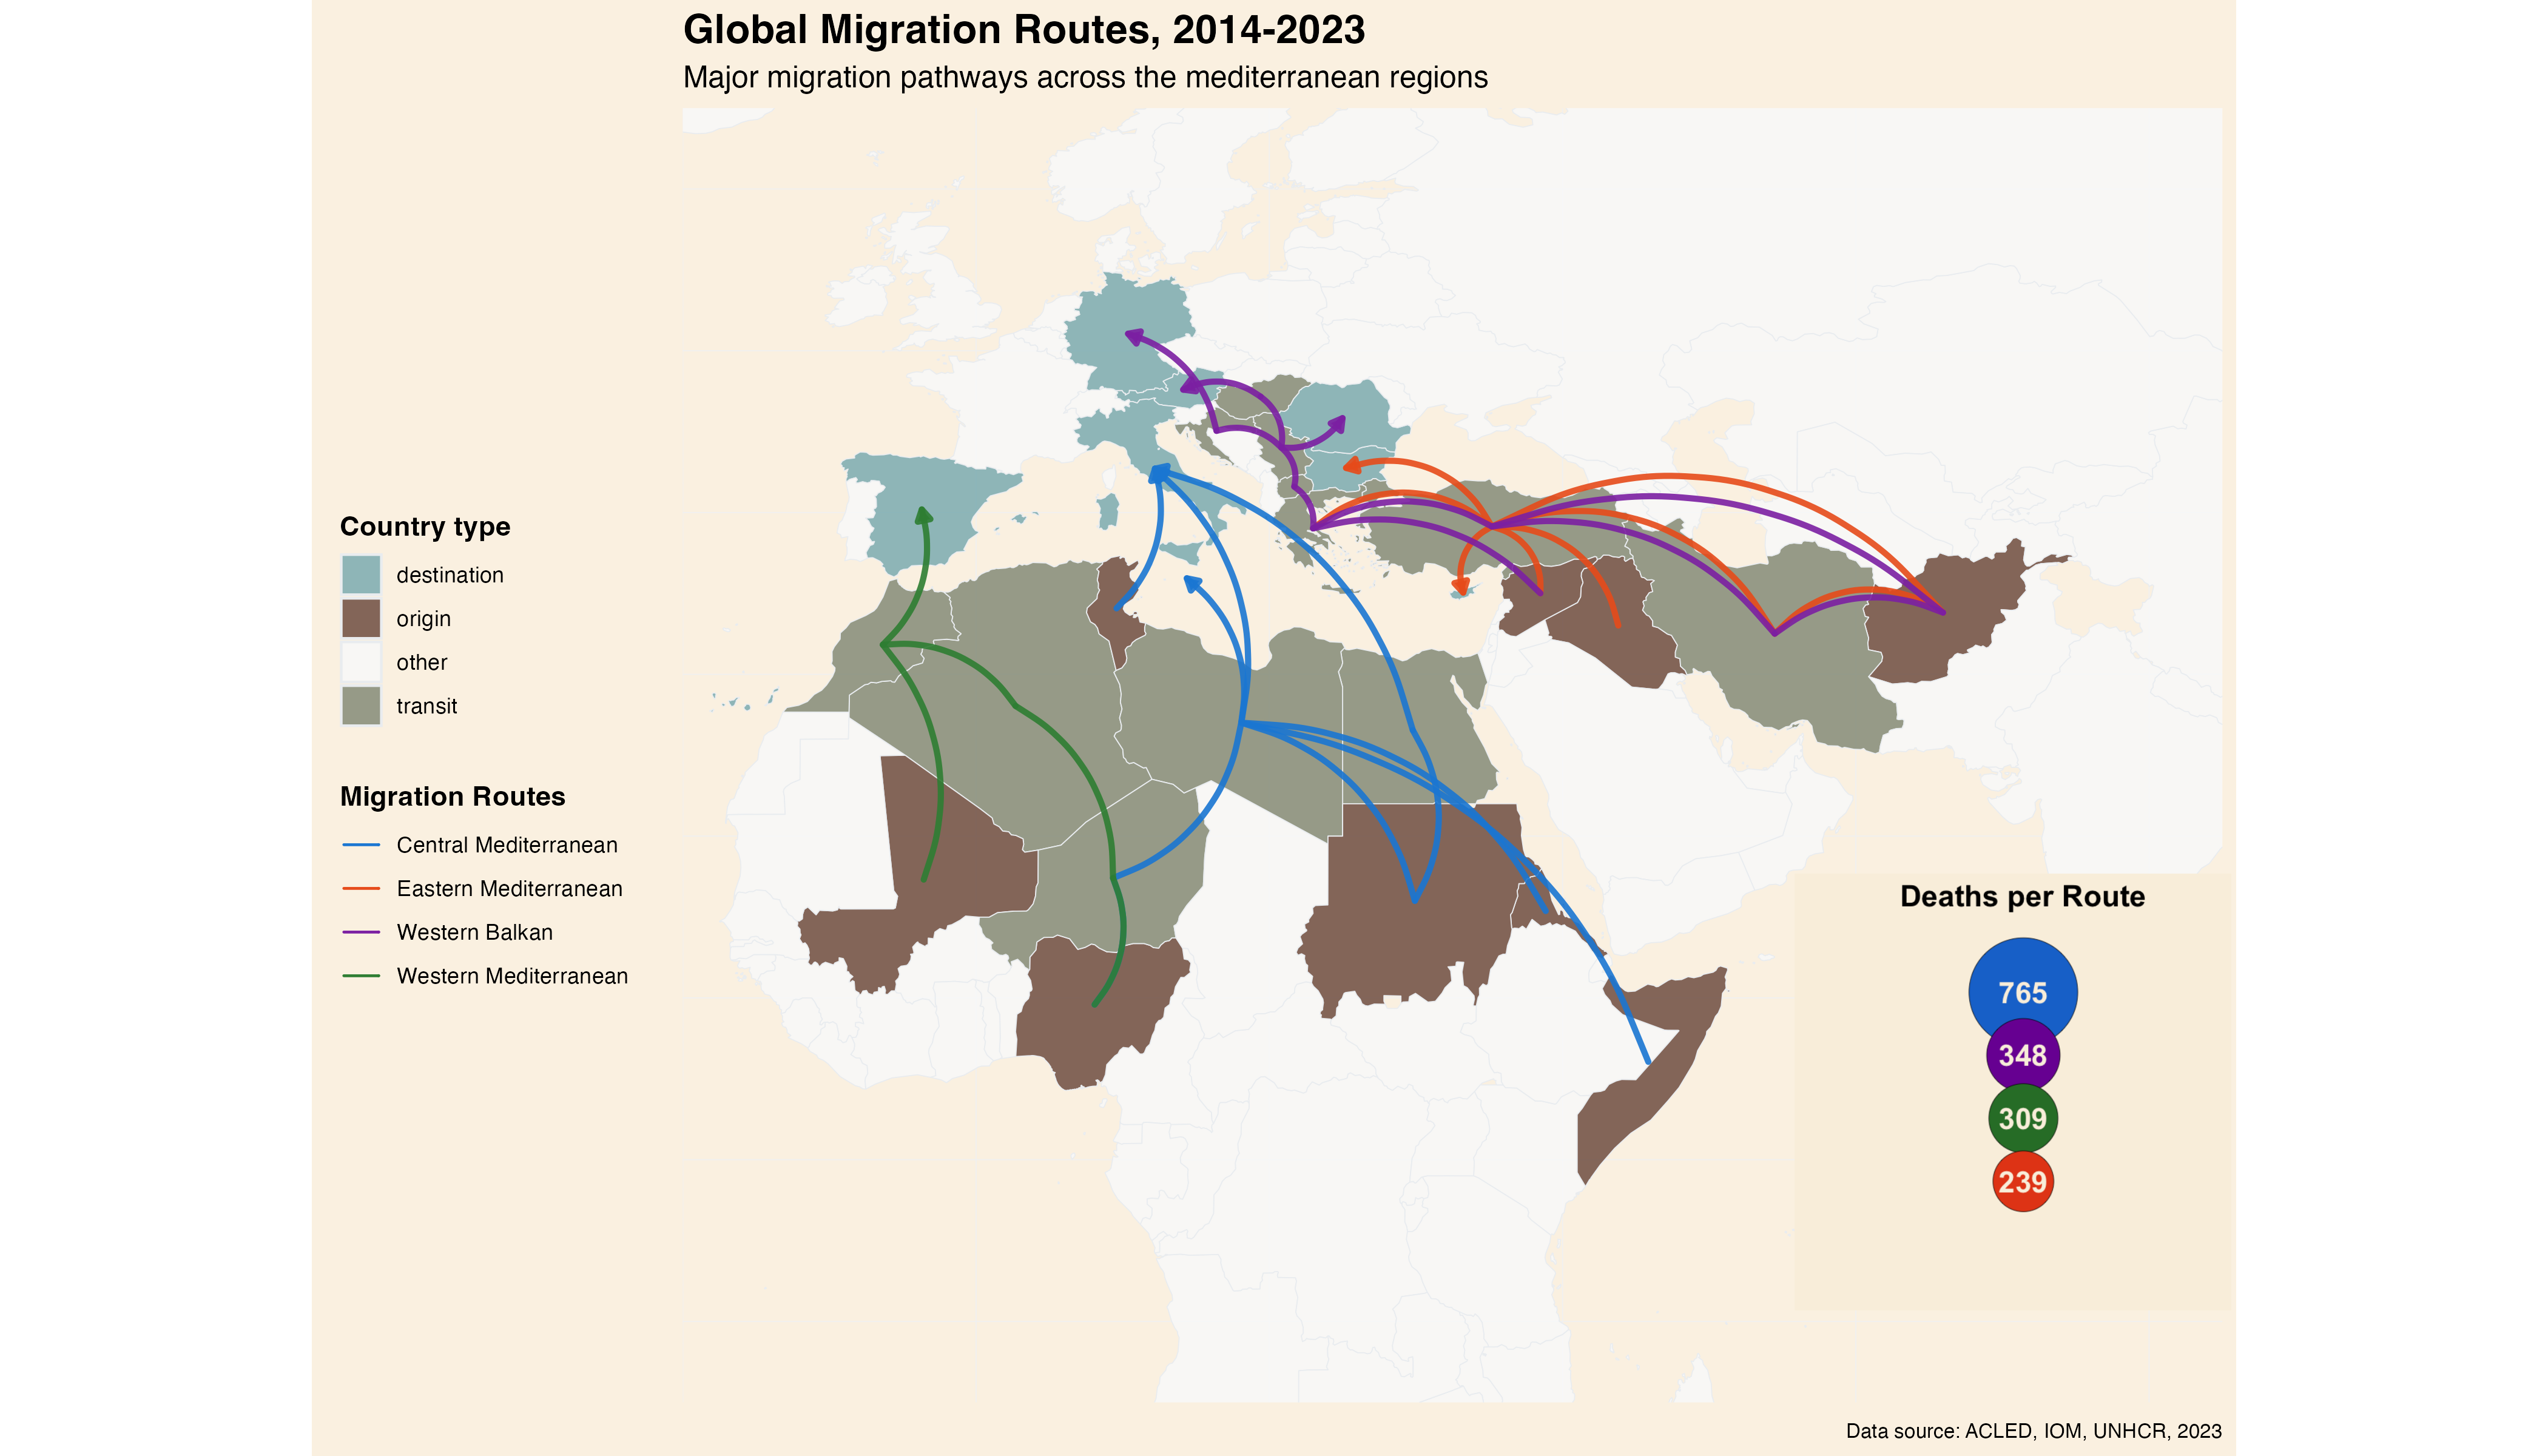 Global Migration Routes, 2014-2023
Major migration pathways across the mediterranean regions
Country type
destination
origin
other
transit
Migration Routes
Central Mediterranean
Eastern Mediterranean
Western Balkan
Western Mediterranean
Deaths per Route
765
348
309
239
Data source: ACLED, IOM, UNHCR, 2023